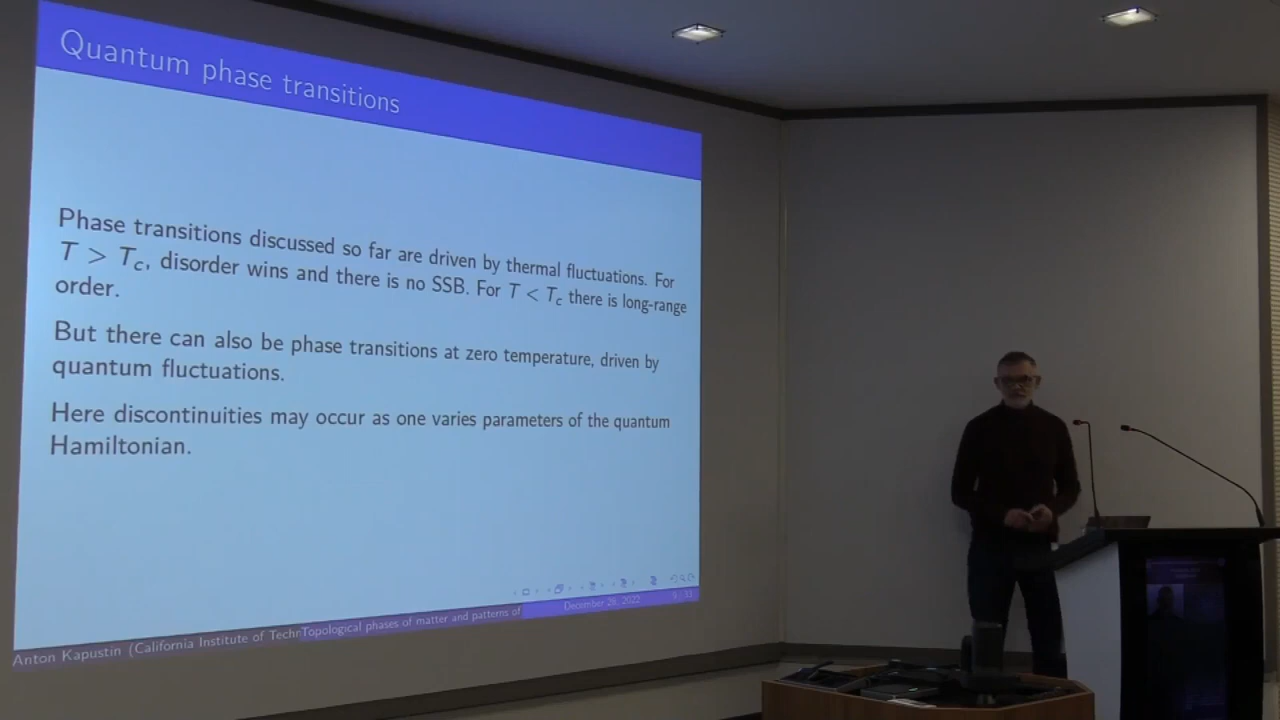 Quantum phase transitions
Phase transitions discussed so far are driven by thermal fluctuations. For
T > Tc, disorder wins and there is no SSB. For T < Tc there is long-range
order.
But there can also be phase transitions at zero temperature, driven by
quantum fluctuations.
Here discontinuities may occur as one varies parameters of the quantum
Hamiltonian.
Anton Kapustin (California Institute of Techn Topological phases of matter and patterns of